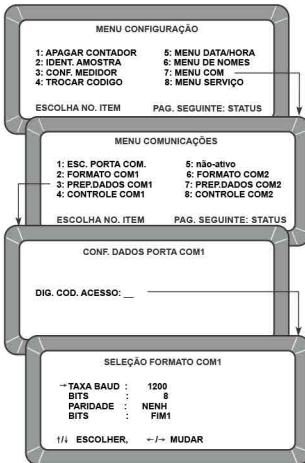 MENU CONFIGURAÇÃO
1: APAGAR CONTADOR 5: MENU DATA/HORA
2: IDENT. AMOSTRA 6: MENU DE NOMES
3: CONF. MEDIDOR 7: MENU COM
4: TROCAR CODIGO 8: MENU SERVIÇO
ESCOLHA NO. ITEM PAG. SEGUINTE: STATUS
MENU COMUNICAÇÕES
1: ESC. PORTA COM. 5: não-ativo
2: FORMATO COM1 6: FORMATO COM2
3: PREP.DADOS COM1 7: PREP.DADOS COM2
4: CONTROLE COM1 8: CONTROLE COM2
ESCOLHA NO. ITEM PAG. SEGUINTE: STATUS
CONF. DADOS PORTA COM1
DIG. COD. ACESSO: __
SELEÇÃO FORMATO COM1
→TAXA BAUD : 1200
BITS : 8
PARIDADE : NENH
BITS : FIM1
↑/↓ ESCOLHER, ←/→ MUDAR